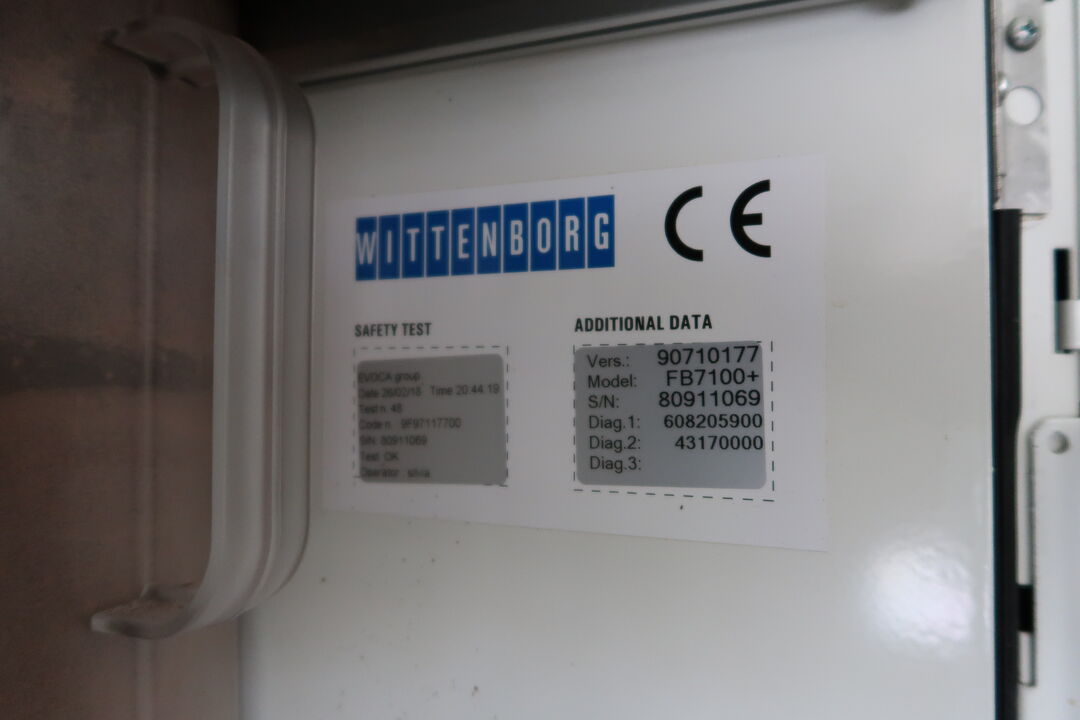 WITTENBORG
CE
SAFETY TEST
EVOCA group
Date 26/02/18 Time 20:44.19
Test n. 48
Code n. 9F97117700
S/N: 80911069
Test OK
Operator
ADDITIONAL DATA
Vers.: 90710177
Model: FB7100+
S/N: 80911069
Diag.1: 608205900
Diag.2: 43170000
Diag.3: